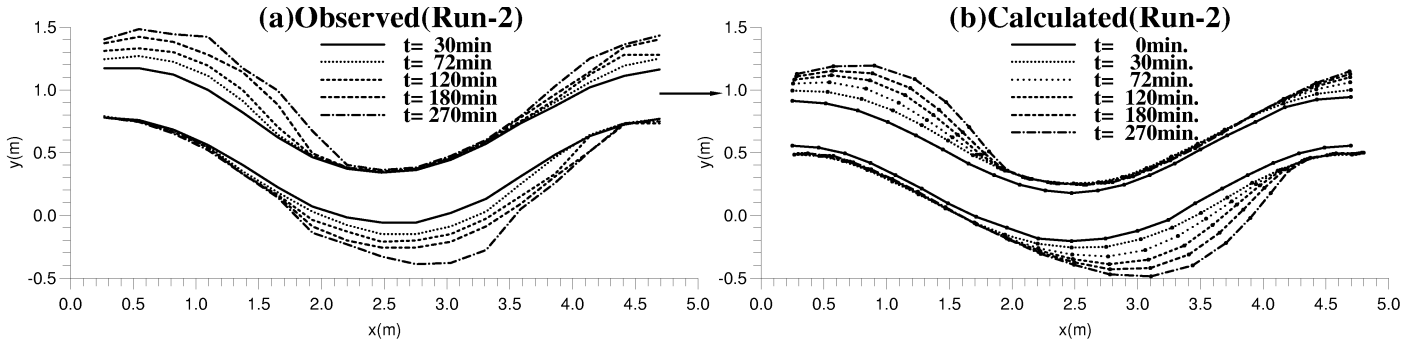 (a)Observed(Run-2)
1.5
1.0
0.5
0.0
-0.5
y(m)
t= 30min
t= 72min
t= 120min
t= 180min
t= 270min
0.0 0.5 1.0 1.5 2.0 2.5 3.0 3.5 4.0 4.5 5.0
x(m)
(b)Calculated(Run-2)
1.5
1.0
0.5
0.0
-0.5
y(m)
t= 0min.
t= 30min.
t= 72min.
t= 120min.
t= 180min.
t= 270min.
0.0 0.5 1.0 1.5 2.0 2.5 3.0 3.5 4.0 4.5 5.0
x(m)